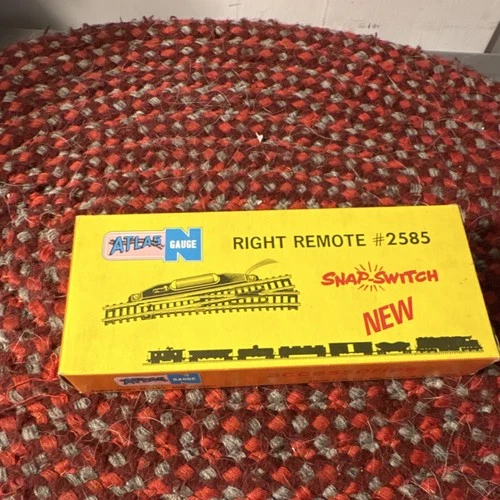 ATLAS
N
GAUGE
RIGHT REMOTE #2585
SNAP-SWITCH
NEW